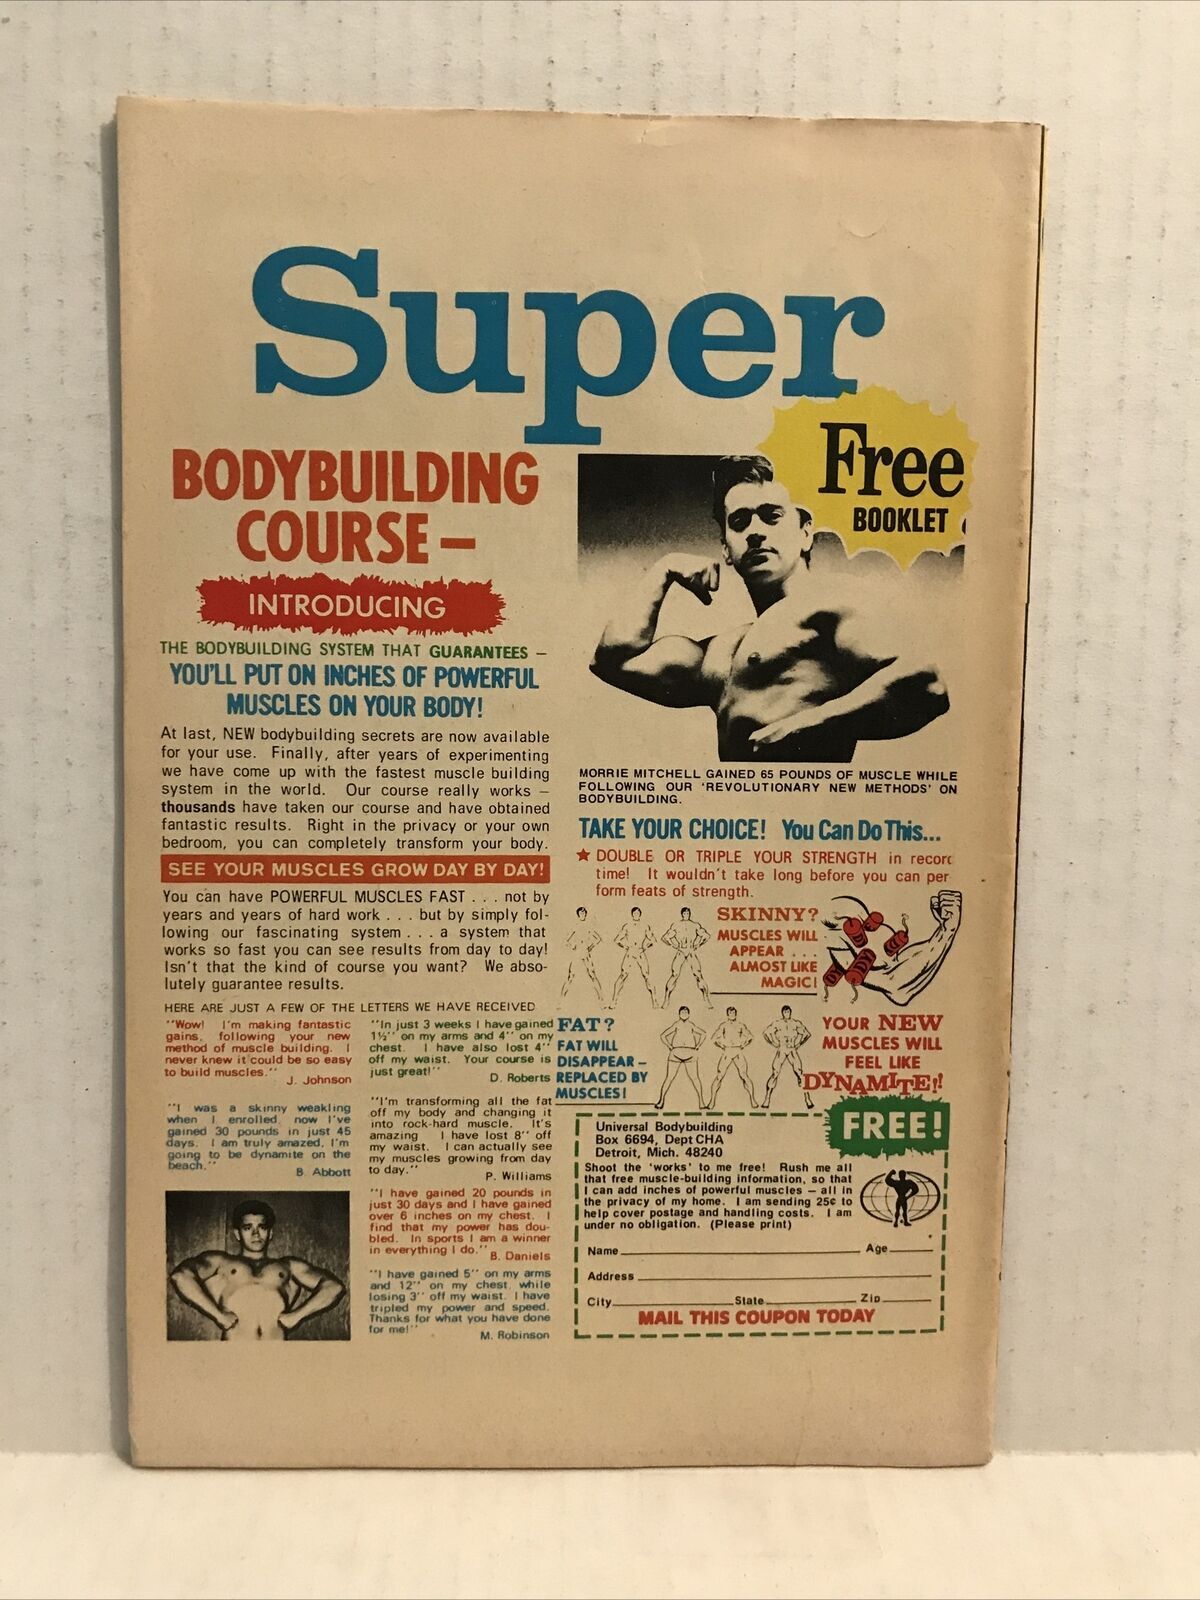 Super
Free
BOOKLET
BODYBUILDING
COURSE —
INTRODUCING
THE BODYBUILDING SYSTEM THAT GUARANTEES —
YOU'LL PUT ON INCHES OF POWERFUL
MUSCLES ON YOUR BODY!
At last, NEW bodybuilding secrets are now available
for your use. Finally, after years of experimenting
we have come up with the fastest muscle building
system in the world. Our course really works —
thousands have taken our course and have obtained
fantastic results. Right in the privacy or your own
bedroom, you can completely transform your body.
SEE YOUR MUSCLES GROW DAY BY DAY!
You can have POWERFUL MUSCLES FAST . . . not by
years and years of hard work . . . but by simply fol-
lowing our fascinating system . . . a system that
works so fast you can see results from day to day!
Isn't that the kind of course you want? We abso-
lutely guarantee results.
HERE ARE JUST A FEW OF THE LETTERS WE HAVE RECEIVED
"Wow! I'm making fantastic
gains, following your new
method of muscle building. I
never knew it could be so easy
to build muscles."
J. Johnson
"I was a skinny weakling
when I enrolled, now I've
gained 30 pounds in just 45
days. I am truly amazed, I'm
going to be dynamite on the
beach."
B. Abbott
"In just 3 weeks I have gained
1½" on my arms and 4" on my
chest. I have also lost 4"
off my waist. Your course is
just great!"
D. Roberts
"I'm transforming all the fat
off my body and changing it
into rock-hard muscle. It's
amazing I have lost 8" off
my waist. I can actually see
my muscles growing from day
to day."
P. Williams
"I have gained 20 pounds in
just 30 days and I have gained
over 6 inches on my chest. I
find that my power has dou-
bled. In sports I am a winner
in everything I do."
B. Daniels
"I have gained 5" on my arms
and 12" on my chest, while
losing 3" off my waist. I have
tripled my power and speed.
Thanks for what you have done
for me!"
M. Robinson
MORRIE MITCHELL GAINED 65 POUNDS OF MUSCLE WHILE
FOLLOWING OUR 'REVOLUTIONARY NEW METHODS' ON
BODYBUILDING.
TAKE YOUR CHOICE! You Can Do This...
★ DOUBLE OR TRIPLE YOUR STRENGTH in record
time! It wouldn't take long before you can per
form feats of strength.
SKINNY?
MUSCLES WILL
APPEAR . . .
ALMOST LIKE
MAGIC!
FAT?
FAT WILL
DISAPPEAR —
REPLACED BY
MUSCLES!
YOUR NEW
MUSCLES WILL
FEEL LIKE
DYNAMITE!!
FREE!
Universal Bodybuilding
Box 6694, Dept CHA
Detroit, Mich. 48240
Shoot the 'works' to me free! Rush me all
that free muscle-building information, so that
I can add inches of powerful muscles — all in
the privacy of my home. I am sending 25¢ to
help cover postage and handling costs. I am
under no obligation. (Please print)
Name Age
Address
City State Zip
MAIL THIS COUPON TODAY